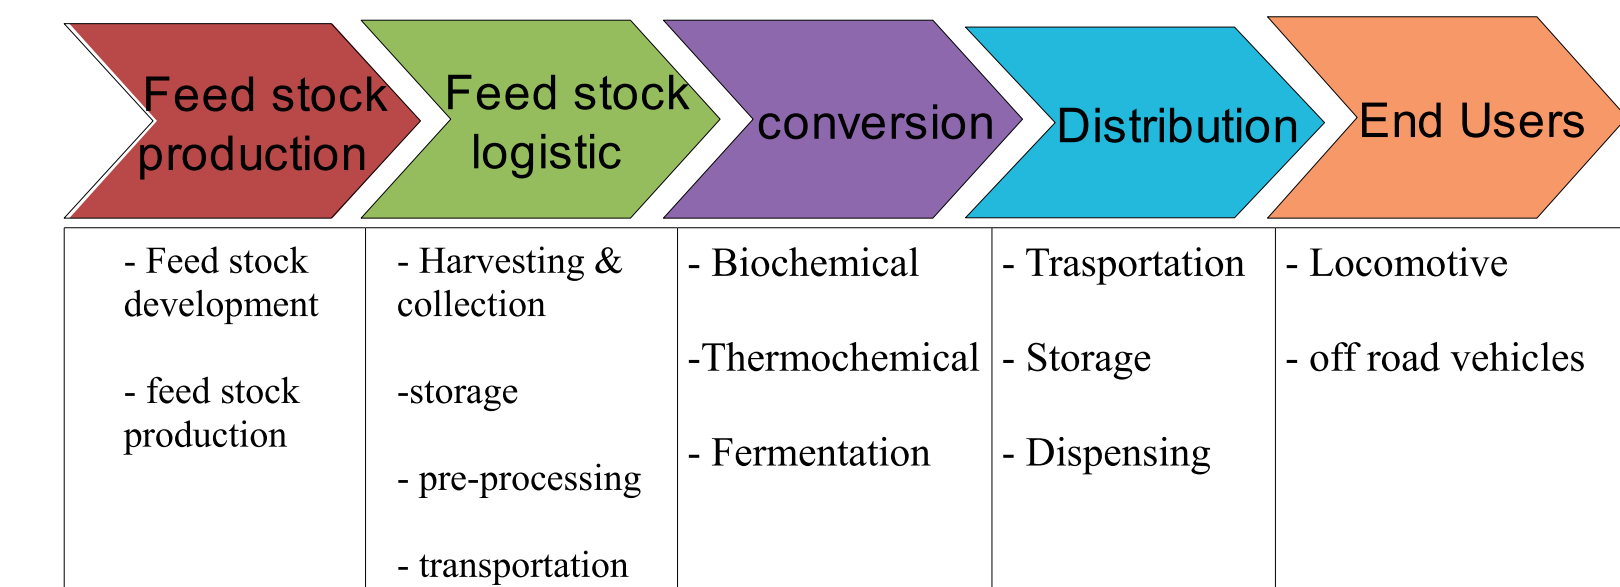 Feed stock
production
Feed stock
logistic
conversion
Distribution
End Users
- Feed stock
development
- feed stock
production
- Harvesting &
collection
-storage
- pre-processing
- transportation
- Biochemical
-Thermochemical
- Fermentation
- Trasportation
- Storage
- Dispensing
- Locomotive
- off road vehicles